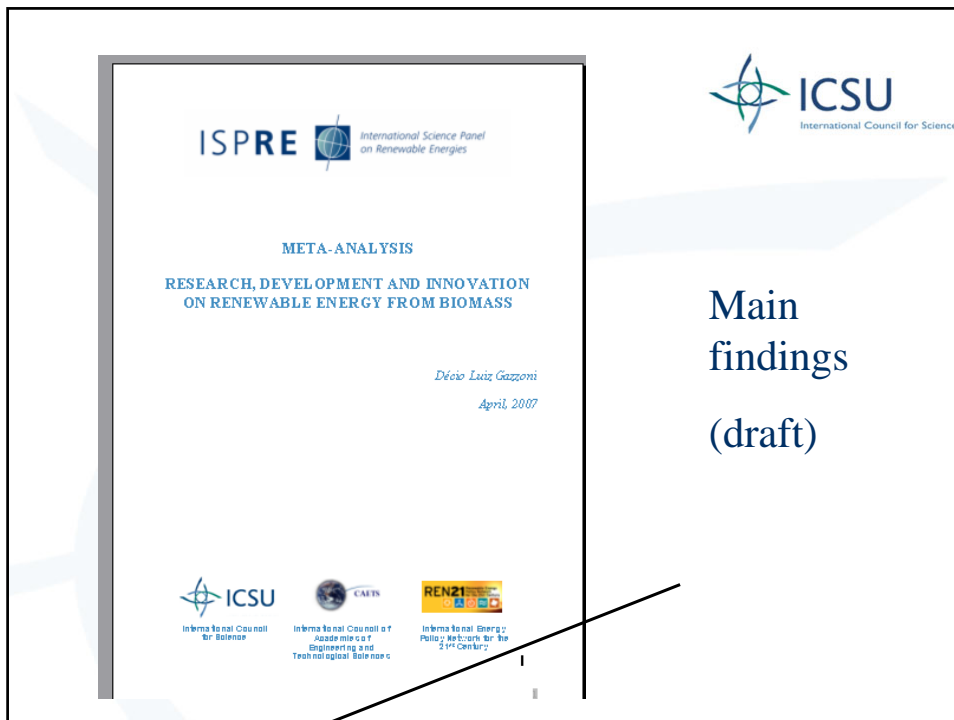 ISPRE
International Science Panel
on Renewable Energies
META-ANALYSIS
RESEARCH, DEVELOPMENT AND INNOVATION
ON RENEWABLE ENERGY FROM BIOMASS
Décio Luiz Gazzoni
April, 2007
ICSU
International Council
for Science
CAETS
International Council of
Academies of
Engineering and
Technological Sciences
REN21
International Energy
Policy Network for the
21st Century
ICSU
International Council for Science
Main
findings
(draft)